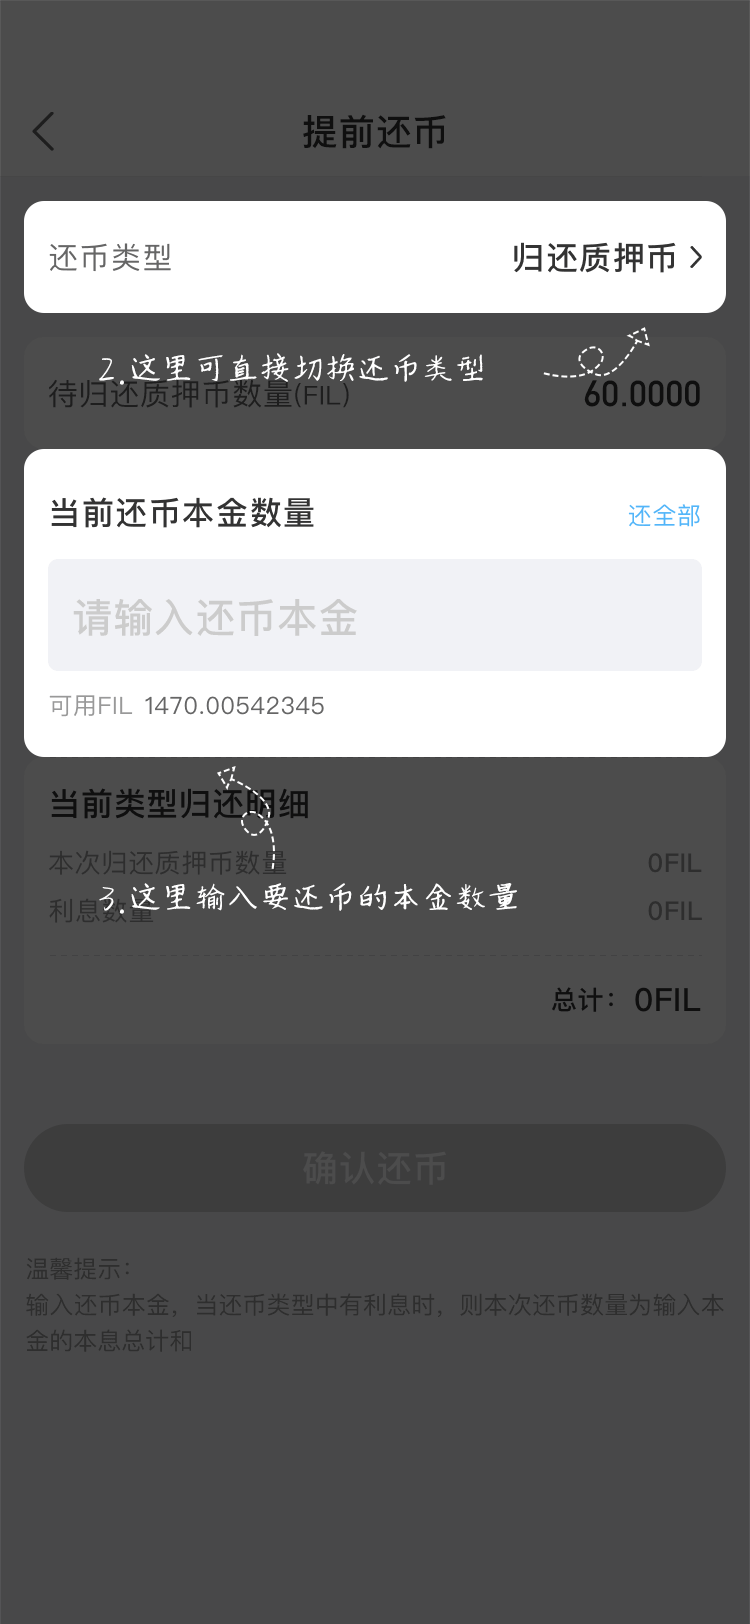 提前还币
还币类型 归还质押币
2.这里可直接切换还币类型
待归还质押币数量(FIL) 60.0000
当前还币本金数量 还全部
请输入还币本金
可用FIL 1470.00542345
当前类型归还明细
本次归还质押币数量 0FIL
3.这里输入要还币的本金数量
利息数量 0FIL
总计：0FIL
确认还币
温馨提示：
输入还币本金，当还币类型中有利息时，则本次还币数量为输入本
金的本息总计和